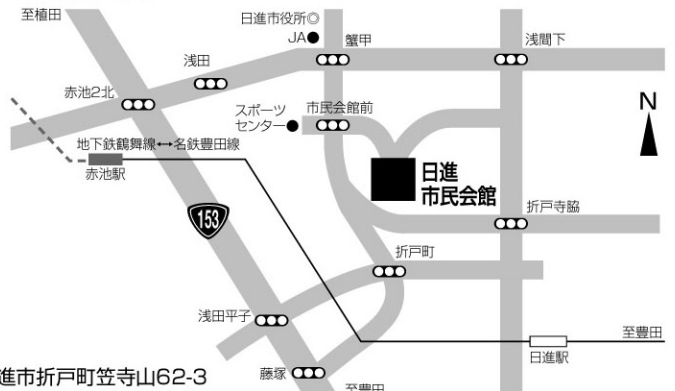 至植田
日進市役所◎
JA●
蟹甲
浅間下
浅田
赤池2北
スポーツ
センター●
市民会館前
N
地下鉄鶴舞線↔名鉄豊田線
赤池駅
日進
市民会館
153
折戸寺脇
折戸町
浅田平子
至豊田
日進駅
進市折戸町笠寺山62-3
藤塚
至豊田